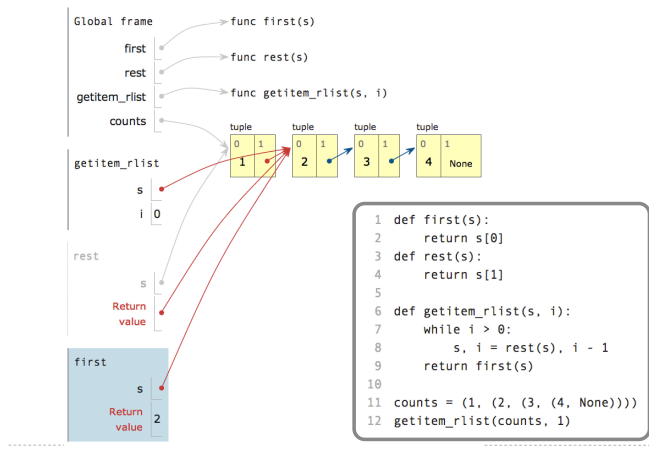 Global frame
func first(s)
first
func rest(s)
rest
getitem_rlist
func getitem_rlist(s, i)
counts
tuple tuple tuple tuple
0 1 0 1 0 1 0 1
1 2 3 4 None
getitem_rlist
s
i 0
rest
s
Return
value
first
s
Return
value 2
1 def first(s):
2     return s[0]
3 def rest(s):
4     return s[1]
5
6 def getitem_rlist(s, i):
7     while i > 0:
8         s, i = rest(s), i - 1
9     return first(s)
10
11 counts = (1, (2, (3, (4, None))))
12 getitem_rlist(counts, 1)